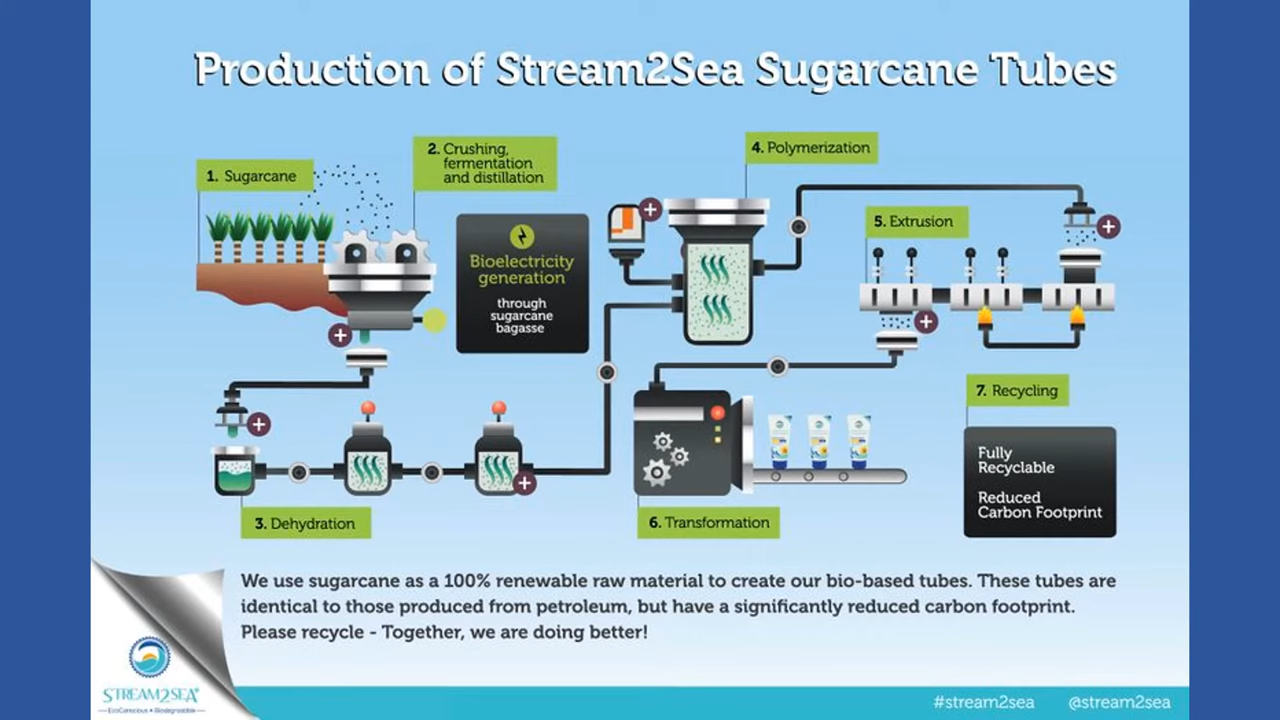 Production of Stream2Sea Sugarcane Tubes
1. Sugarcane
2. Crushing,
fermentation
and distillation
Bioelectricity
generation
through
sugarcane
bagasse
3. Dehydration
4. Polymerization
5. Extrusion
6. Transformation
7. Recycling
Fully
Recyclable
Reduced
Carbon Footprint
We use sugarcane as a 100% renewable raw material to create our bio-based tubes. These tubes are
identical to those produced from petroleum, but have a significantly reduced carbon footprint.
Please recycle - Together, we are doing better!
STREAM2SEA®
EcoConscious • Biodegradable
#stream2sea
@stream2sea